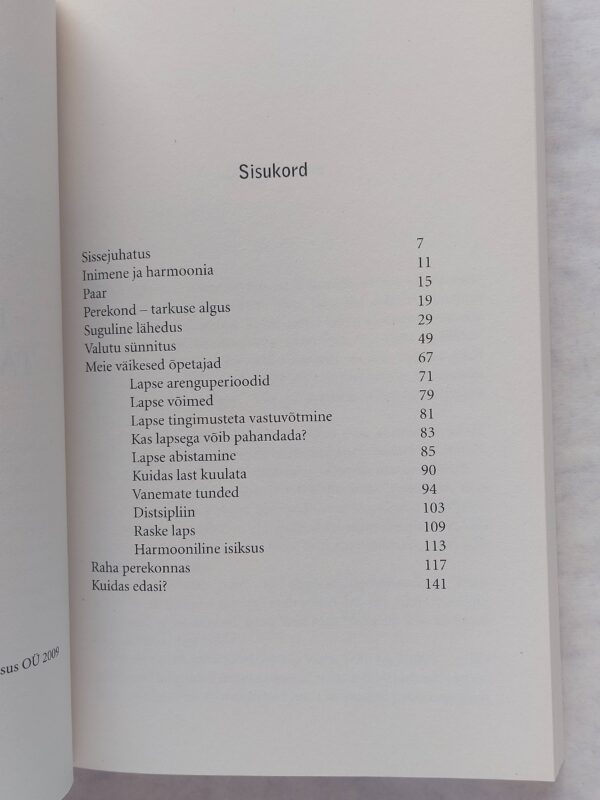 Sisukord
Sissejuhatus 7
Inimene ja harmoonia 11
Paar 15
Perekond – tarkuse algus 19
Suguline lähedus 29
Valutu sünnitus 49
Meie väikesed õpetajad 67
Lapse arenguperioodid 71
Lapse võimed 79
Lapse tingimusteta vastuvõtmine 81
Kas lapsega võib pahandada? 83
Lapse abistamine 85
Kuidas last kuulata 90
Vanemate tunded 94
Distsipliin 103
Raske laps 109
Harmooniline isiksus 113
Raha perekonnas 117
Kuidas edasi? 141
sus OÜ 2009